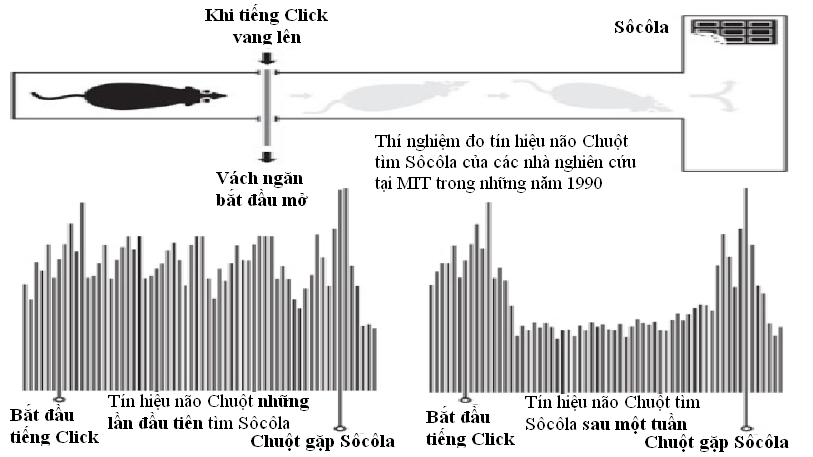 Khi tiếng Click
vang lên
Sôcôla
Thí nghiệm đo tín hiệu não Chuột
tìm Sôcôla của các nhà nghiên cứu
tại MIT trong những năm 1990
Vách ngăn
bắt đầu mở
Bắt đầu
tiếng Click
Tín hiệu não Chuột những
lần đầu tiên tìm Sôcôla
Chuột gặp Sôcôla
Bắt đầu
tiếng Click
Tín hiệu não Chuột tìm
Sôcôla sau một tuần
Chuột gặp Sôcôla